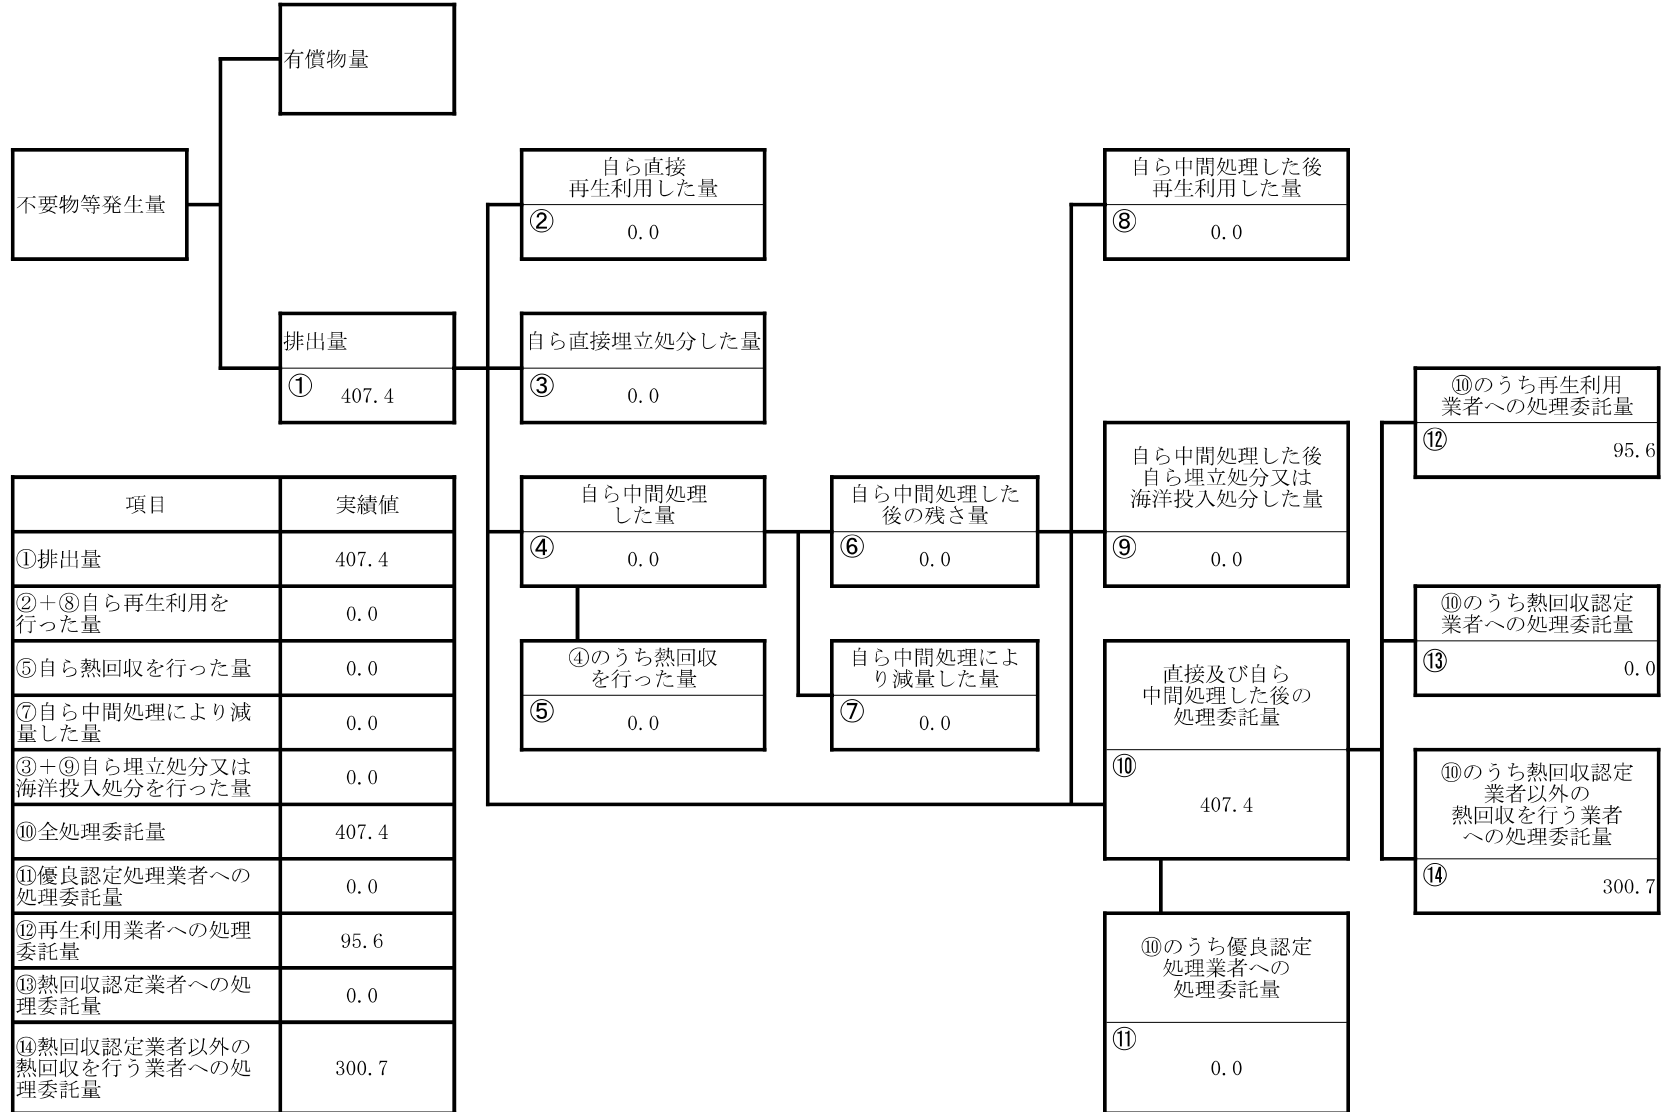 有償物量
不要物等発生量
自ら直接
再生利用した量
②
0.0
自ら中間処理した後
再生利用した量
⑧
0.0
排出量
①
407.4
自ら直接埋立処分した量
③
0.0
⑩のうち再生利用
業者への処理委託量
⑫
95.6
自ら中間処理
した量
④
0.0
自ら中間処理した
後の残さ量
⑥
0.0
自ら中間処理した後
自ら埋立処分又は
海洋投入処分した量
⑨
0.0
⑩のうち熱回収認定
業者への処理委託量
⑬
0.0
④のうち熱回収
を行った量
⑤
0.0
自ら中間処理によ
り減量した量
⑦
0.0
直接及び自ら
中間処理した後の
処理委託量
⑩
407.4
⑩のうち熱回収認定
業者以外の
熱回収を行う業者
への処理委託量
⑭
300.7
⑩のうち優良認定
処理業者への
処理委託量
⑪
0.0
項目 実績値
①排出量 407.4
②＋⑧自ら再生利用を
行った量
0.0
⑤自ら熱回収を行った量 0.0
⑦自ら中間処理により減
量した量
0.0
③＋⑨自ら埋立処分又は
海洋投入処分を行った量
0.0
⑩全処理委託量 407.4
⑪優良認定処理業者への
処理委託量
0.0
⑫再生利用業者への処理
委託量
95.6
⑬熱回収認定業者への処
理委託量
0.0
⑭熱回収認定業者以外の
熱回収を行う業者への処
理委託量
300.7